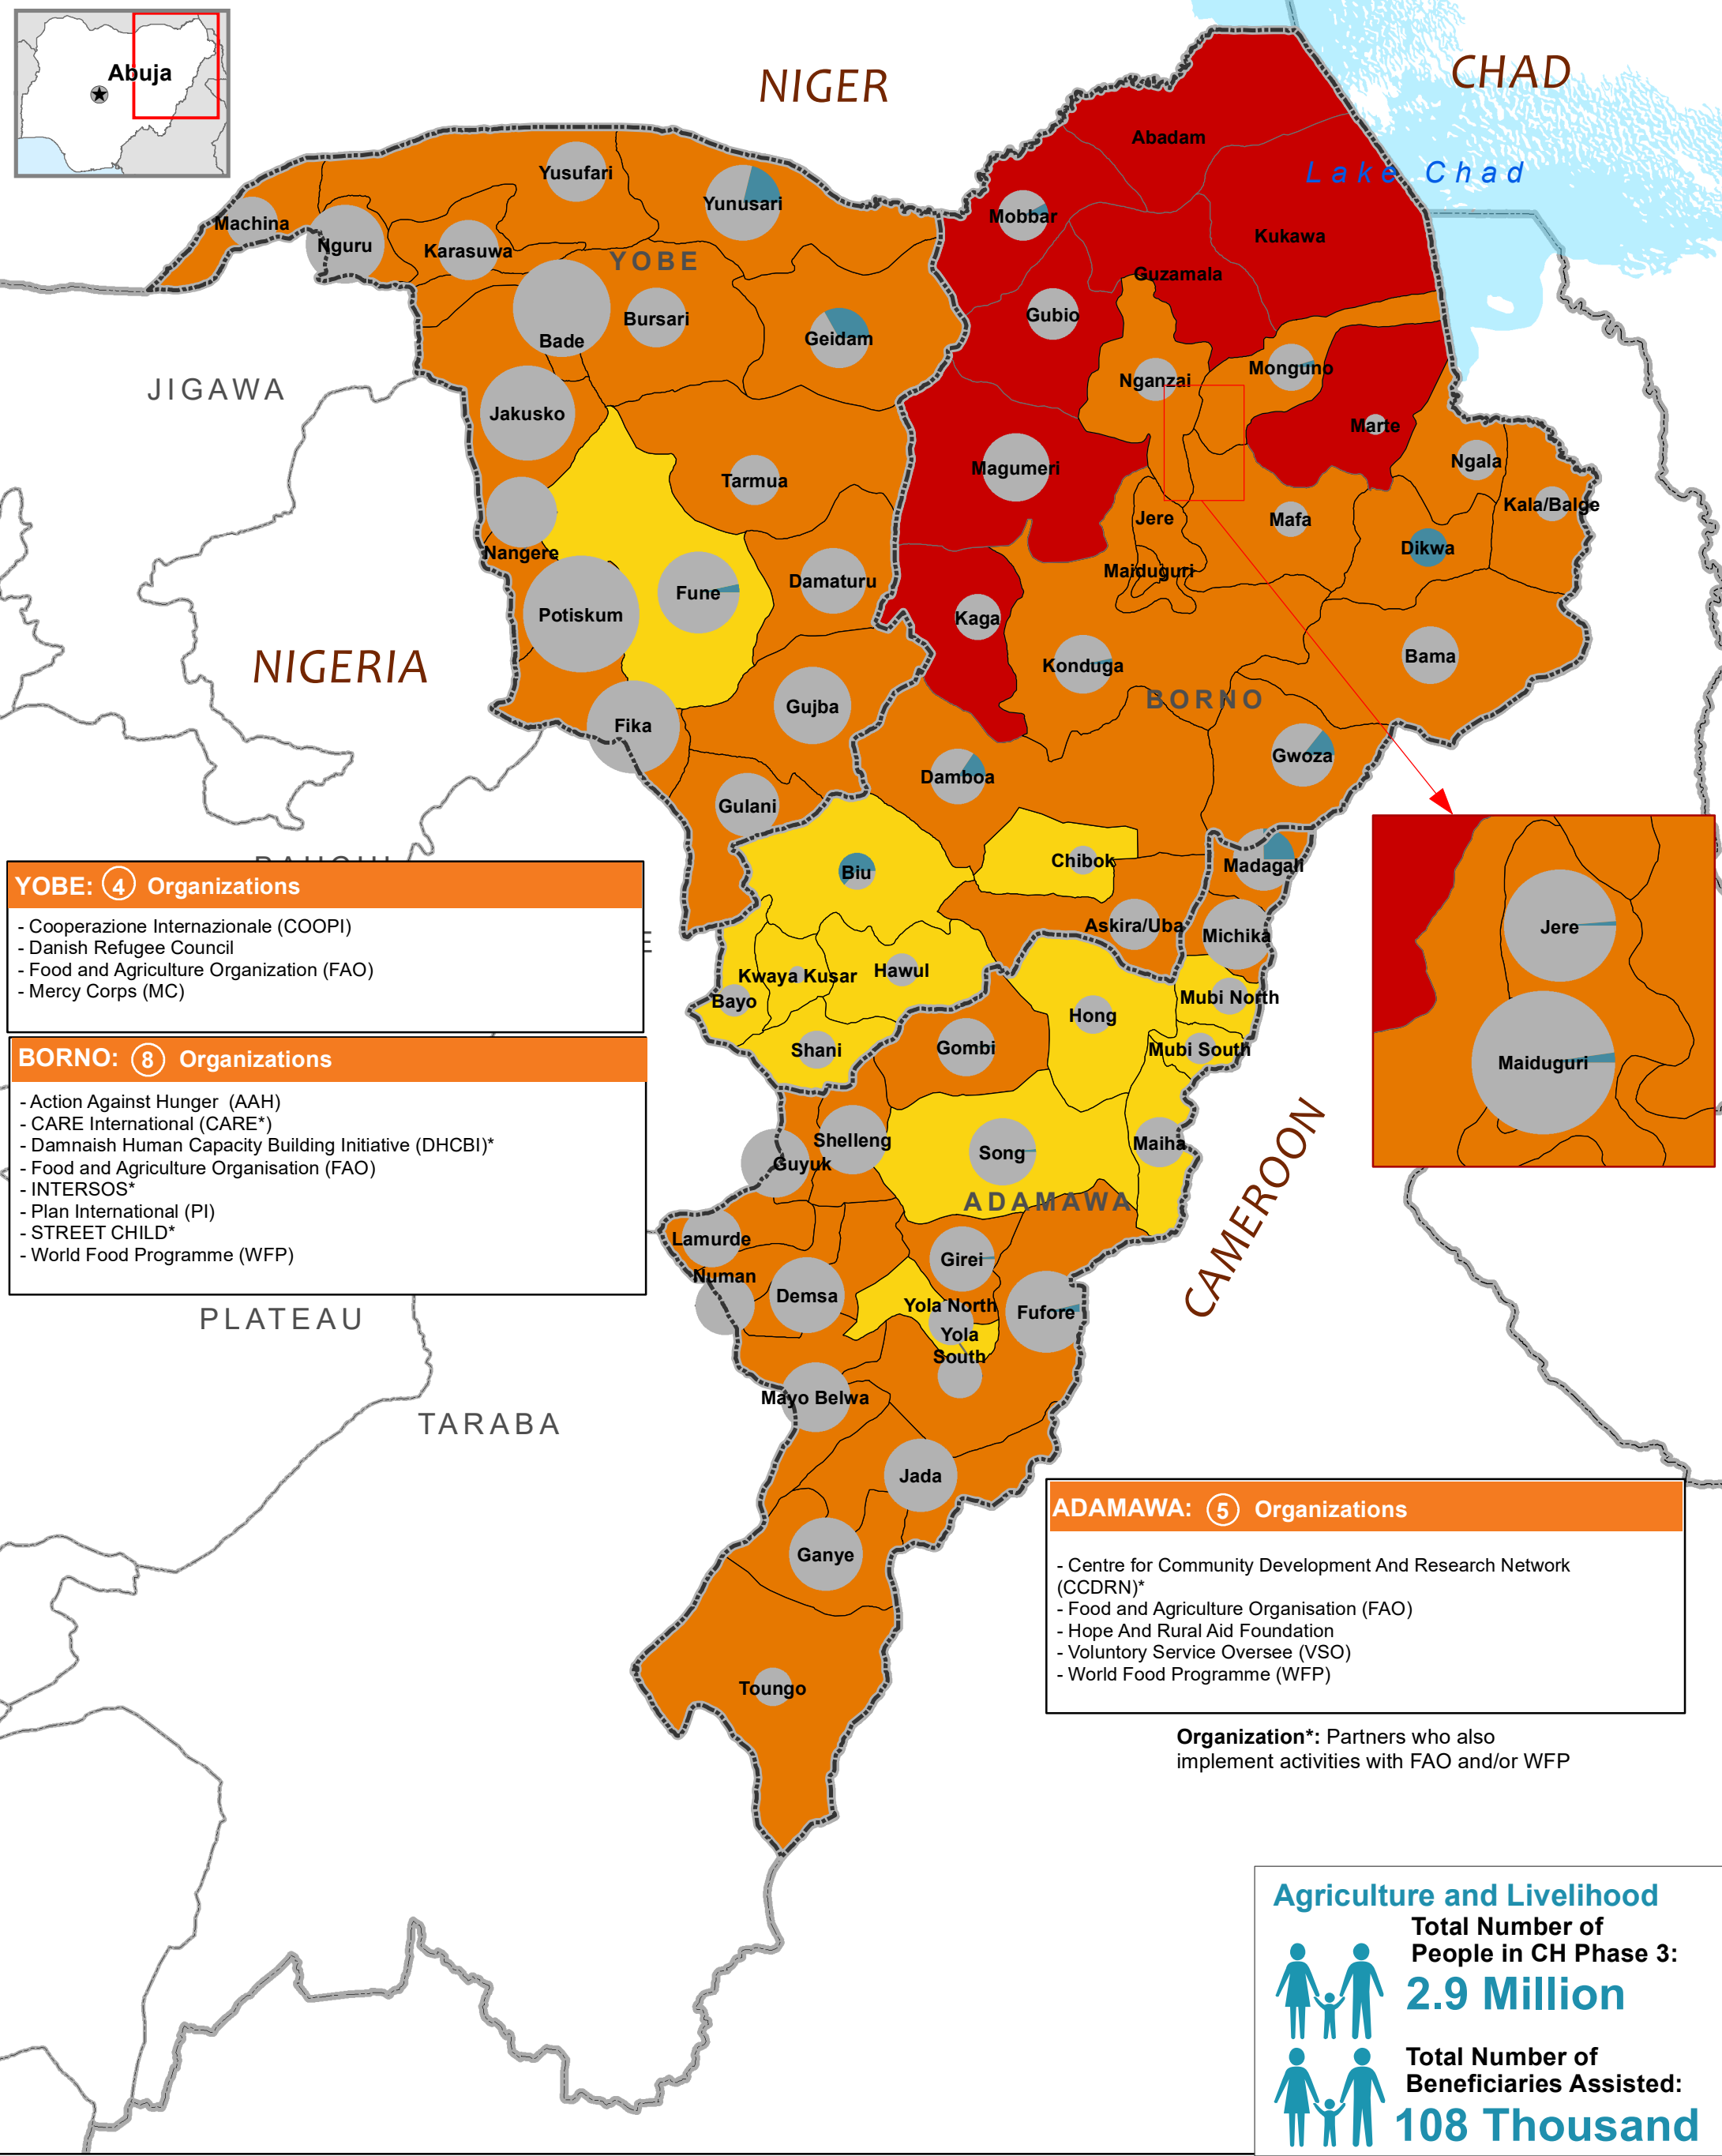 Abuja
NIGER
CHAD
Lake Chad
Abadam
Yusufari
Yunusari
Mobbar
Machina
Nguru
Karasuwa
YOBE
Kukawa
Guzamala
Bade
Bursari
Geidam
Gubio
Monguno
Nganzai
JIGAWA
Jakusko
Marte
Tarmua
Magumeri
Ngala
Kala/Balge
Jere
Mafa
Dikwa
Nangere
Maiduguri
Fune
Damaturu
Potiskum
Kaga
NIGERIA
Konduga
Bama
BORNO
Fika
Gujba
Gwoza
Damboa
Gulani
Chibok
Madagali
Biu
Askira/Uba
Michika
Jere
Kwaya Kusar
Hawul
Bayo
Mubi North
Hong
Shani
Gombi
Mubi South
Maiduguri
YOBE: 4 Organizations
- Cooperazione Internazionale (COOPI)
- Danish Refugee Council
- Food and Agriculture Organization (FAO)
- Mercy Corps (MC)
BORNO: 8 Organizations
- Action Against Hunger (AAH)
- CARE International (CARE*)
- Damnaish Human Capacity Building Initiative (DHCBI)*
- Food and Agriculture Organisation (FAO)
- INTERSOS*
- Plan International (PI)
- STREET CHILD*
- World Food Programme (WFP)
Shelleng
Guyuk
Song
Maiha
ADAMAWA
CAMEROON
Lamurde
Numan
Girei
Demsa
Yola North
Fufore
Yola
South
PLATEAU
TARABA
Mayo Belwa
Jada
Ganye
Toungo
ADAMAWA: 5 Organizations
- Centre for Community Development And Research Network
(CCDRN)*
- Food and Agriculture Organisation (FAO)
- Hope And Rural Aid Foundation
- Voluntory Service Oversee (VSO)
- World Food Programme (WFP)
Organization*: Partners who also
implement activities with FAO and/or WFP
Agriculture and Livelihood
Total Number of
People in CH Phase 3:
2.9 Million
Total Number of
Beneficiaries Assisted:
108 Thousand